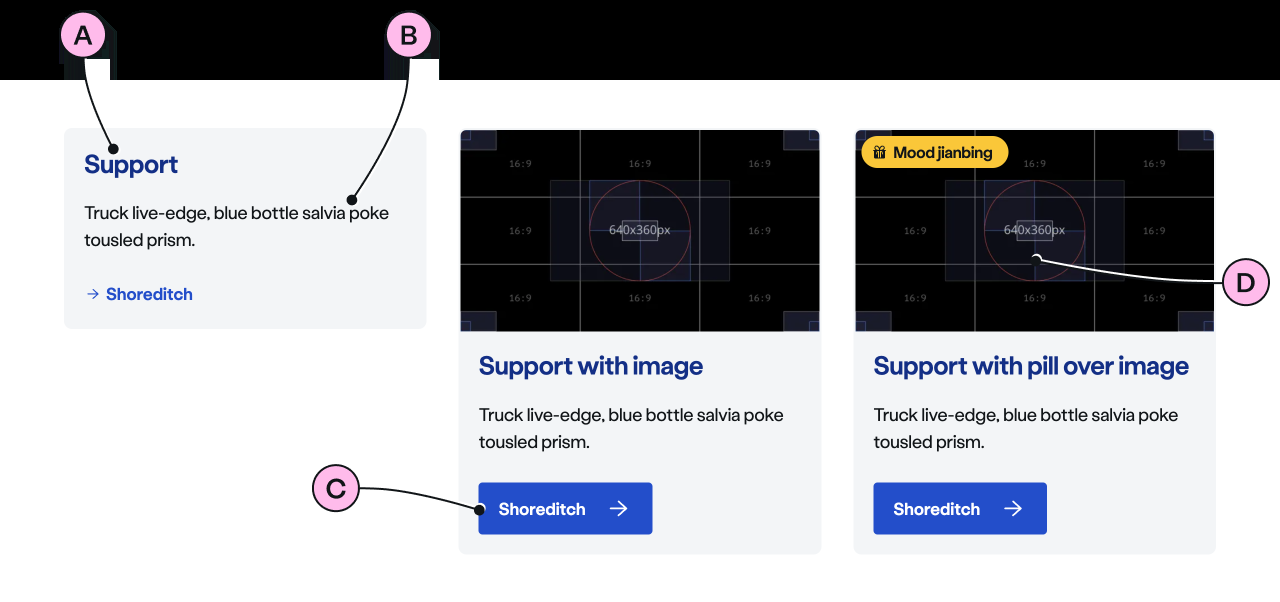 A
B
Support
Truck live-edge, blue bottle salvia poke
tousled prism.
Shoreditch
16:9 16:9 16:9
16:9 640x360px 16:9
16:9 16:9 16:9
Support with image
Truck live-edge, blue bottle salvia poke
tousled prism.
C
Shoreditch
Mood jianbing
16:9 16:9
16:9 640x360px 16:9
16:9 16:9 16:9
D
Support with pill over image
Truck live-edge, blue bottle salvia poke
tousled prism.
Shoreditch